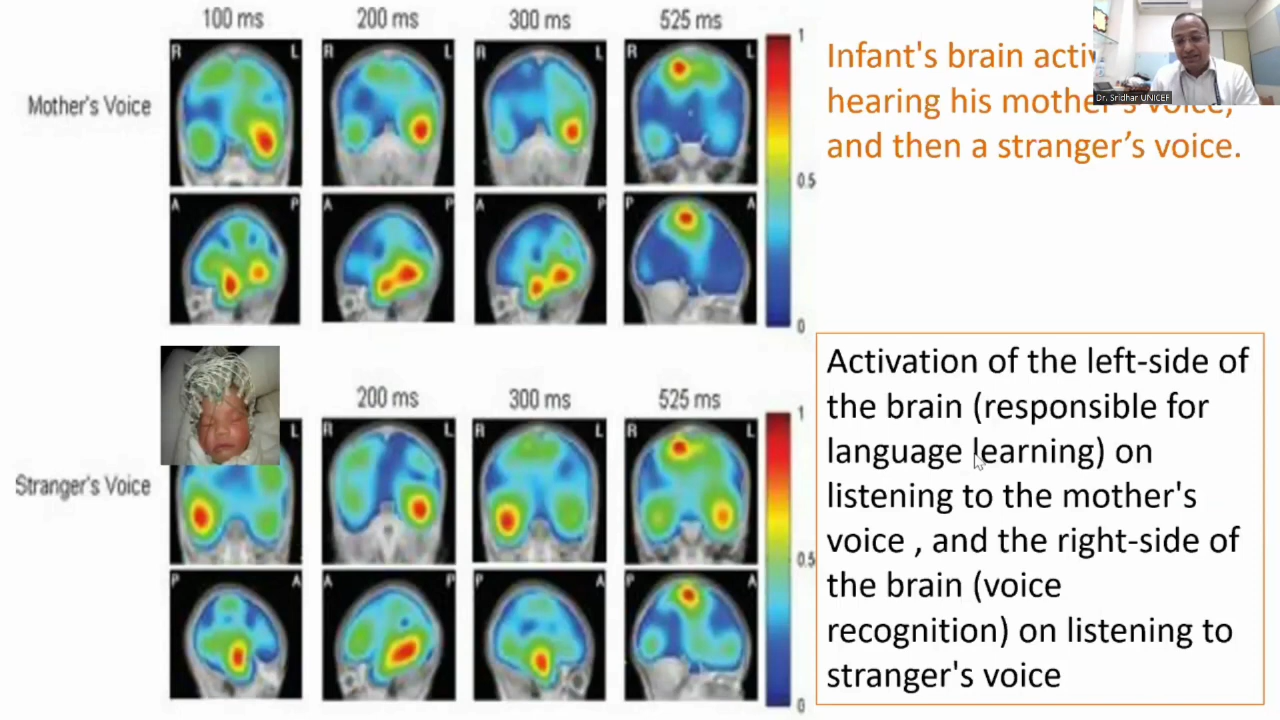 100 ms 200 ms 300 ms 525 ms
R L R L R L R L 1
Mother's Voice
0.5
A P A P A P P A
0
Infant's brain
hearing his mother's voice,
and then a stranger's voice.
Dr. Sridhar UNICEF
200 ms 300 ms 525 ms
L R L R L R L 1
Stranger's Voice
0.5
P A A P P A P A
0
Activation of the left-side of
the brain (responsible for
language learning) on
listening to the mother's
voice , and the right-side of
the brain (voice
recognition) on listening to
stranger's voice